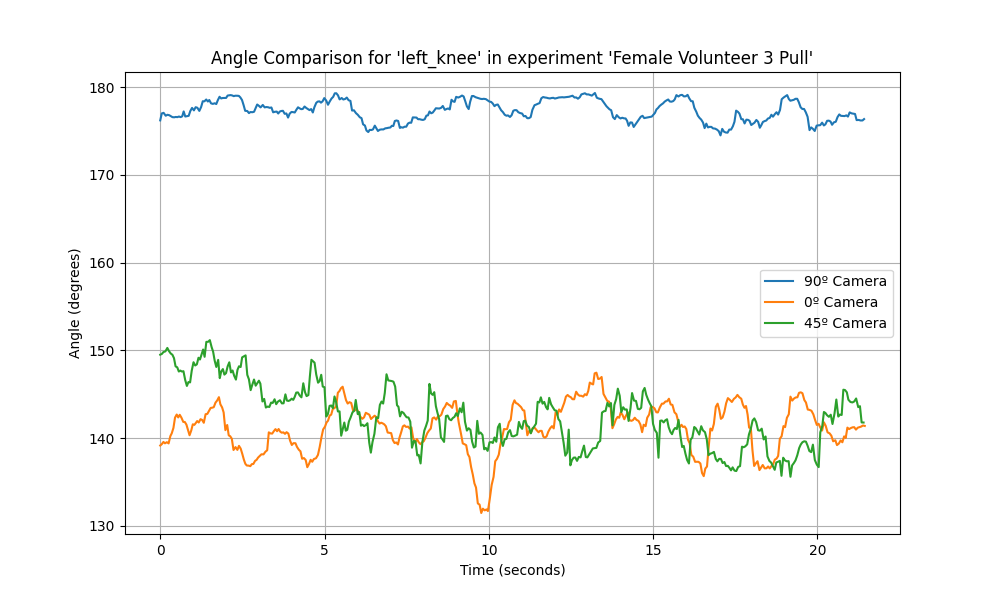 Angle Comparison for 'left_knee' in experiment 'Female Volunteer 3 Pull'
Angle (degrees)
180
170
160
150
140
130
90º Camera
0º Camera
45º Camera
0 5 10 15 20
Time (seconds)